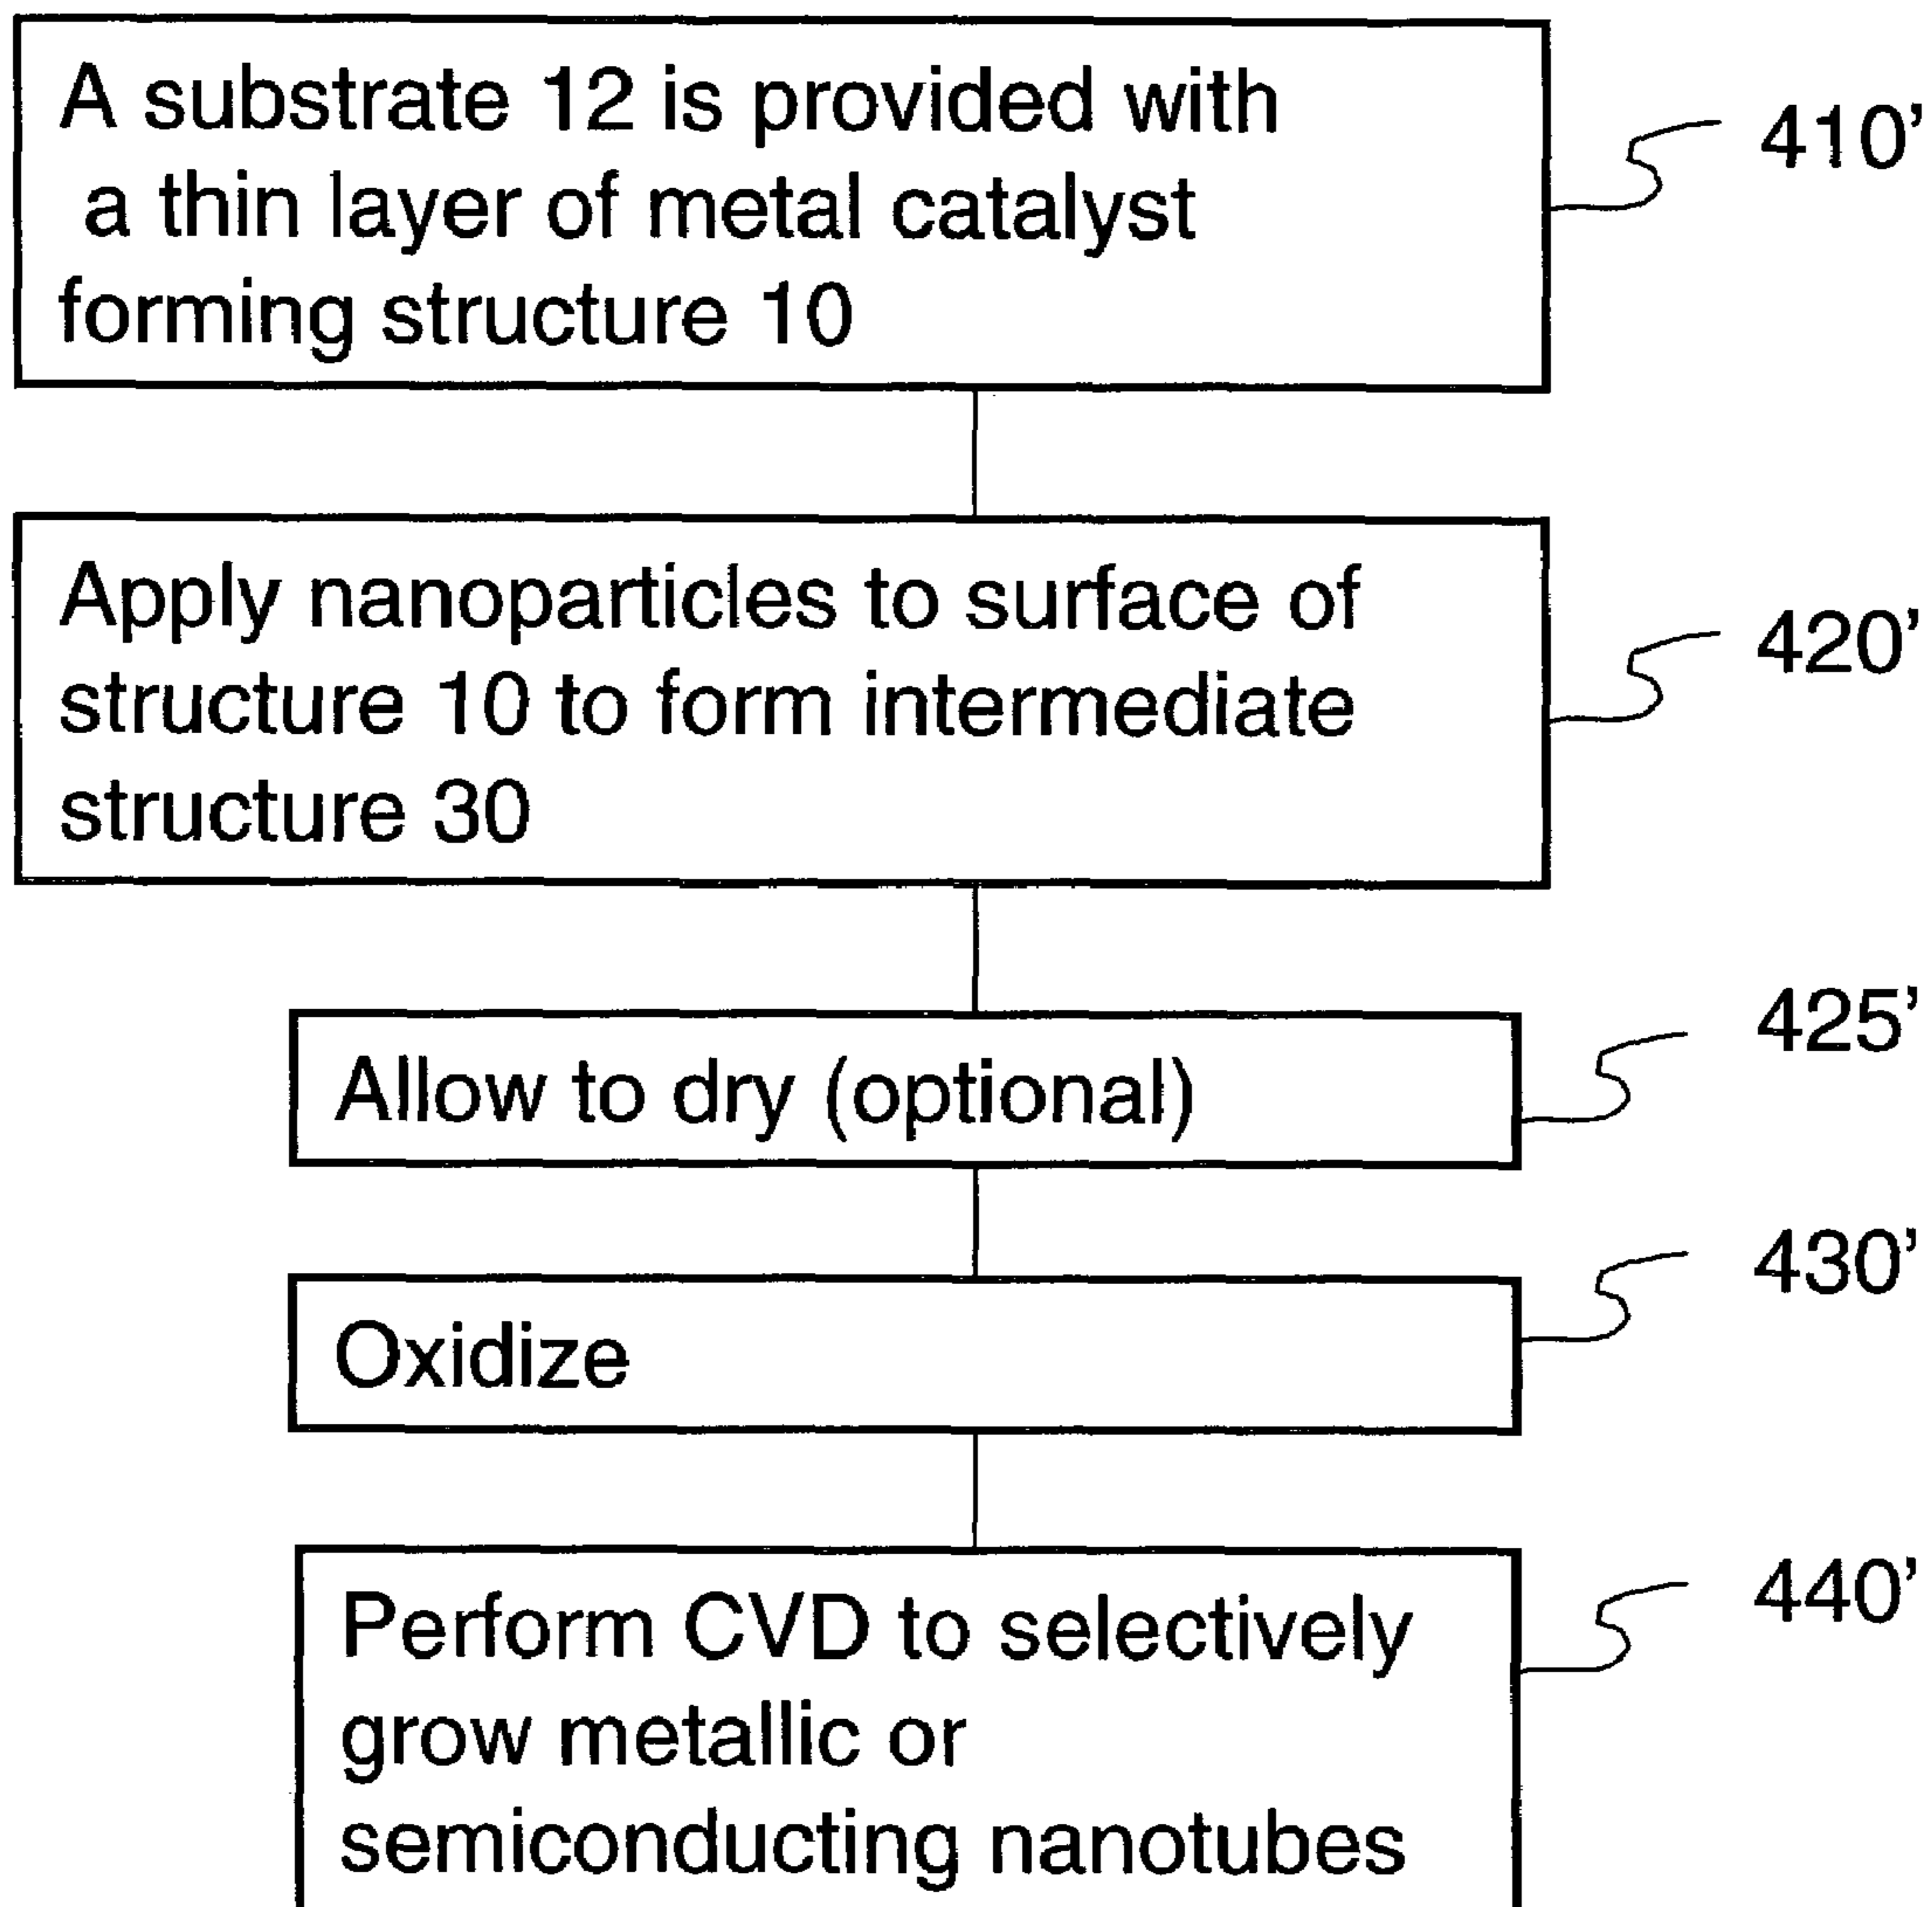 A substrate 12 is provided with
a thin layer of metal catalyst
forming structure 10
410'
Apply nanoparticles to surface of
structure 10 to form intermediate
structure 30
420'
Allow to dry (optional)
425'
Oxidize
430'
Perform CVD to selectively
grow metallic or
semiconducting nanotubes
440'